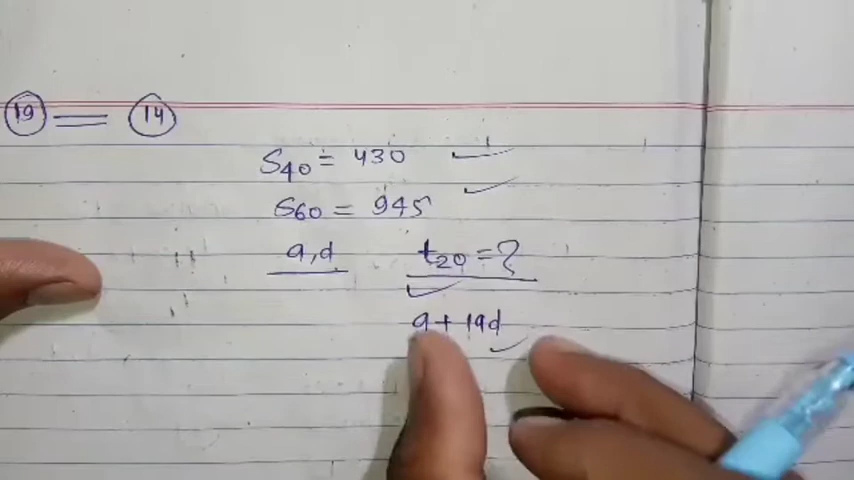 19 = 14
S40 = 430
S60 = 945
a,d t20 = ?
a + 19d